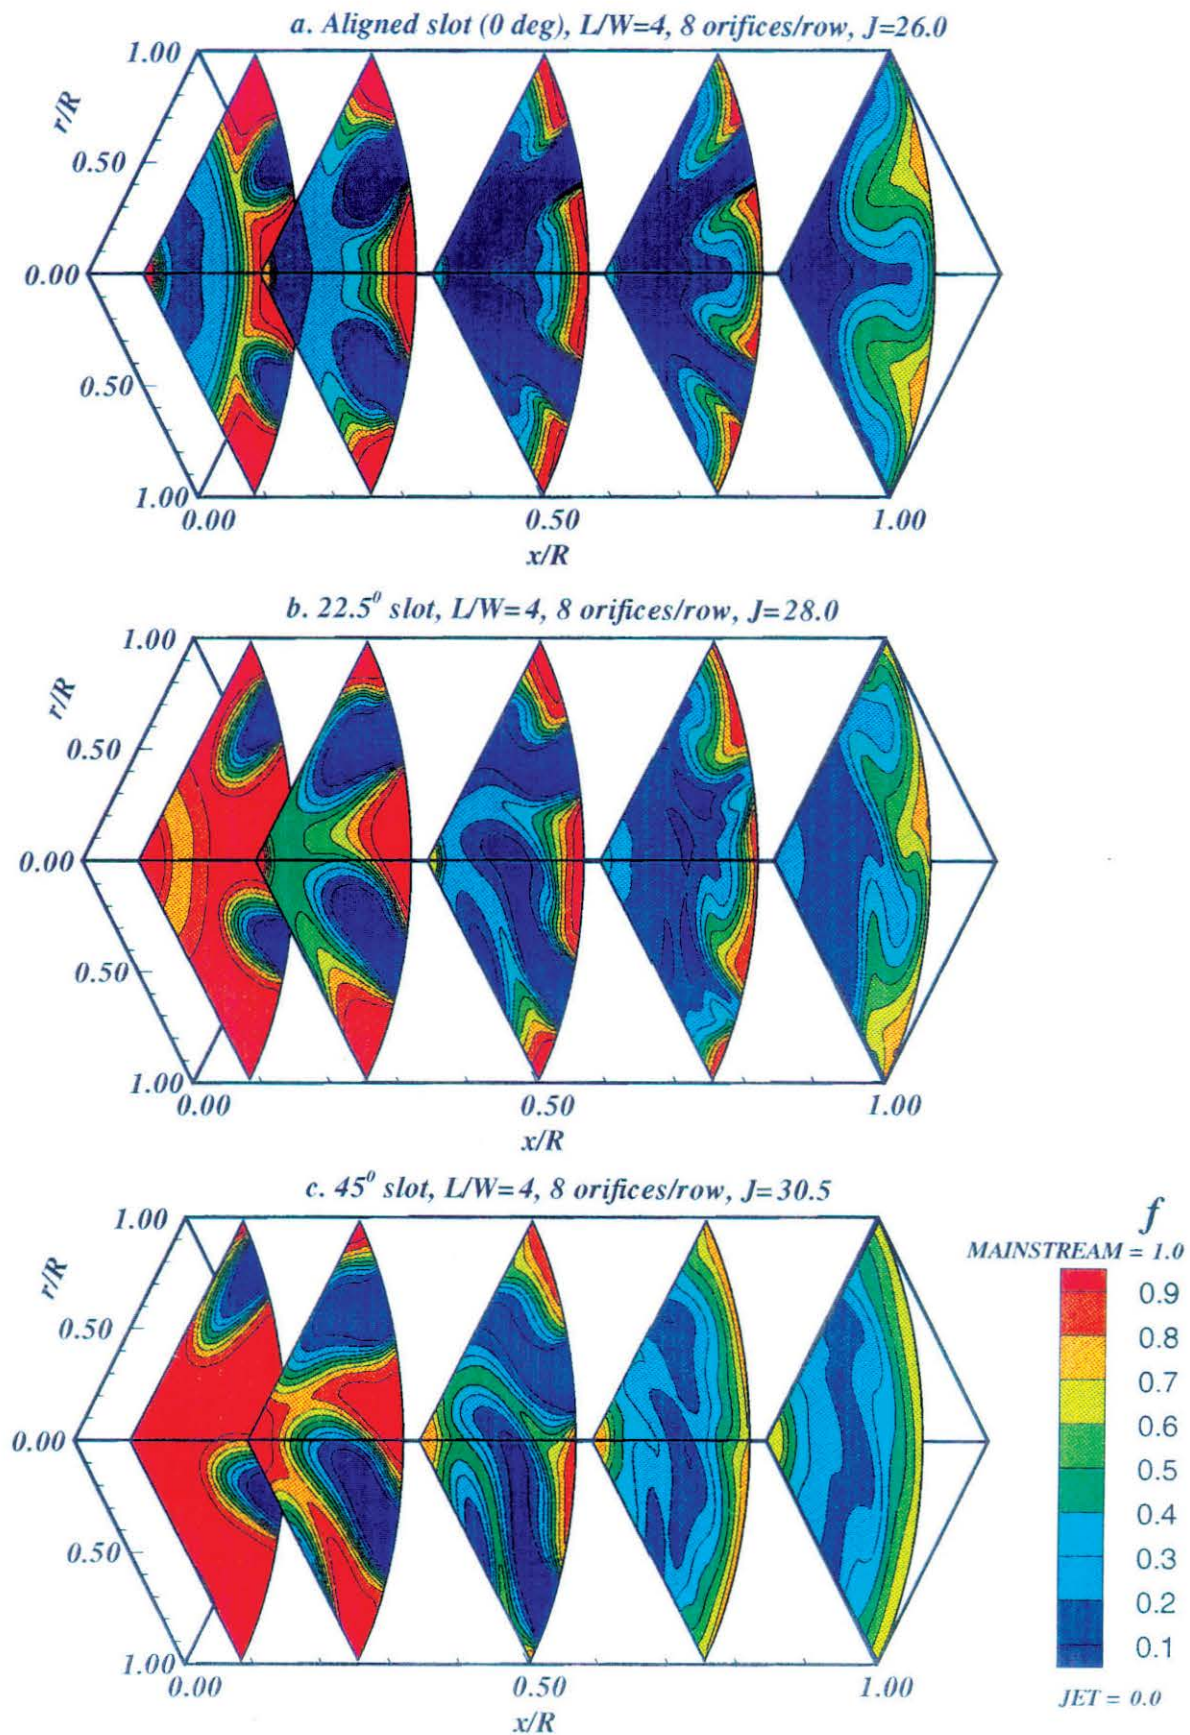 a. Aligned slot (0 deg), L/W=4, 8 orifices/row, J=26.0
1.00
r/R
0.50
0.00
0.50
1.00
0.00 0.50 1.00
x/R
b. 22.5⁰ slot, L/W=4, 8 orifices/row, J=28.0
1.00
r/R
0.50
0.00
0.50
1.00
0.00 0.50 1.00
x/R
c. 45⁰ slot, L/W=4, 8 orifices/row, J=30.5
1.00
r/R
0.50
0.00
0.50
1.00
0.00 0.50 1.00
x/R
f
MAINSTREAM = 1.0
0.9
0.8
0.7
0.6
0.5
0.4
0.3
0.2
0.1
JET = 0.0